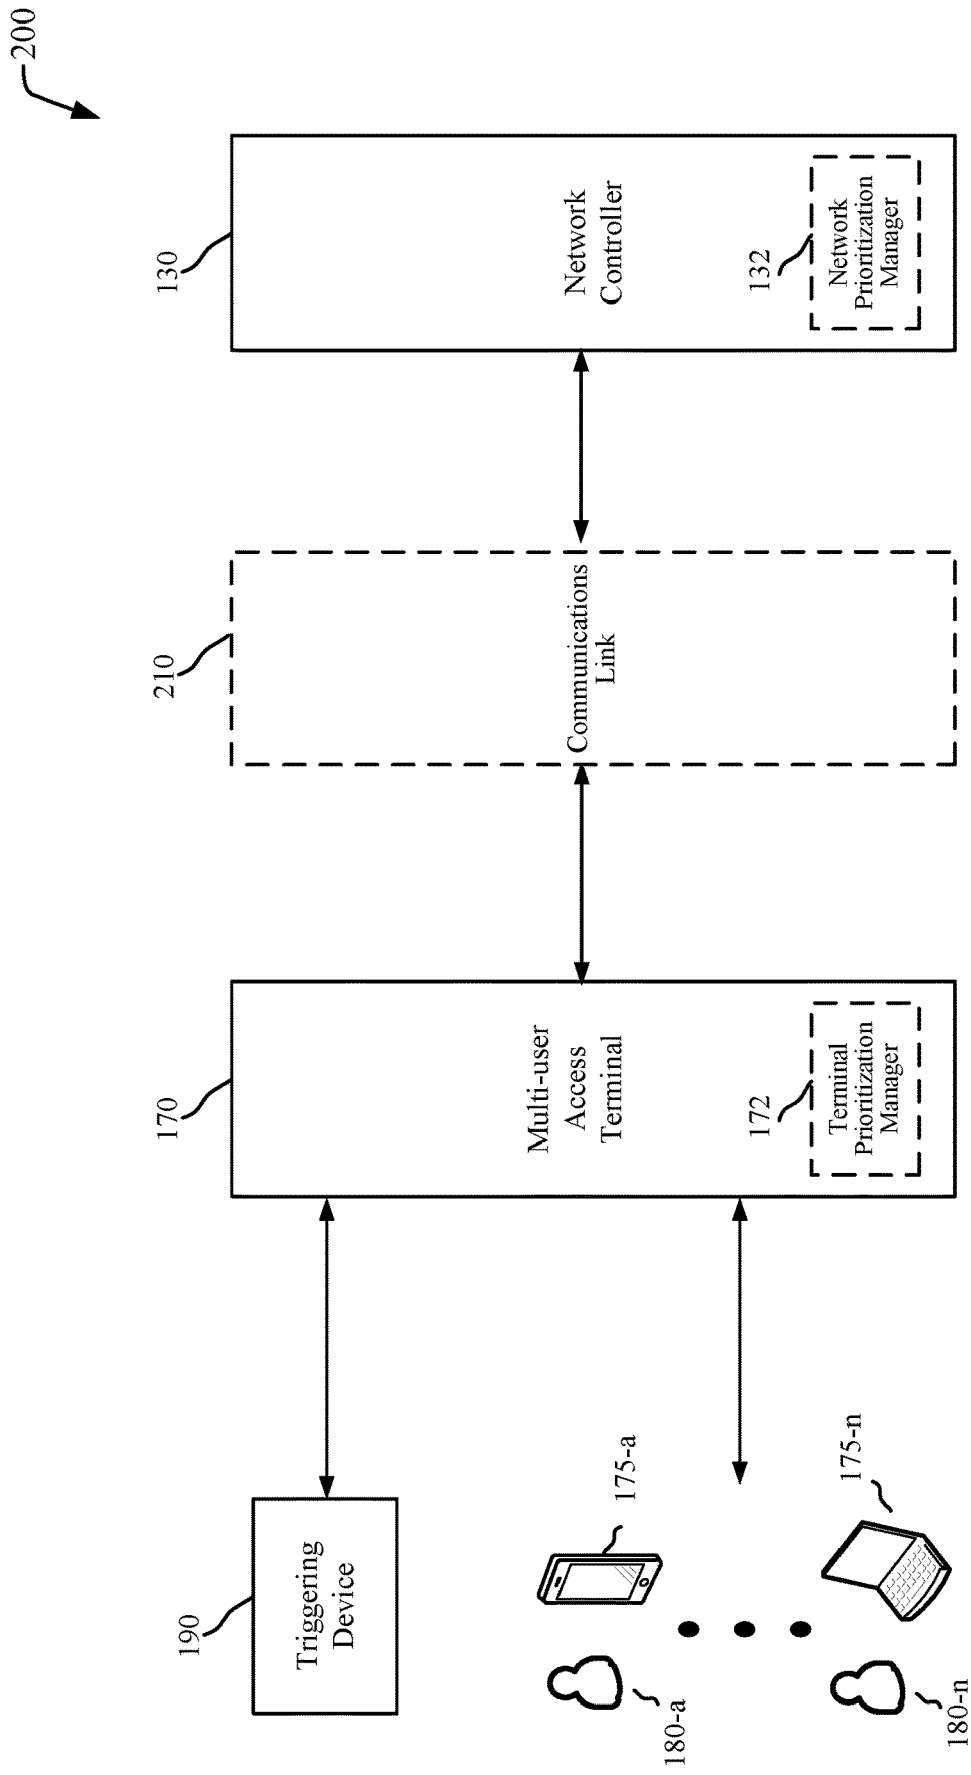 200
190
Triggering
Device
170
Multi-user
Access
Terminal
172
Terminal
Prioritization
Manager
210
Communications
Link
130
Network
Controller
132
Network
Prioritization
Manager
180-a
175-a
180-n
175-n